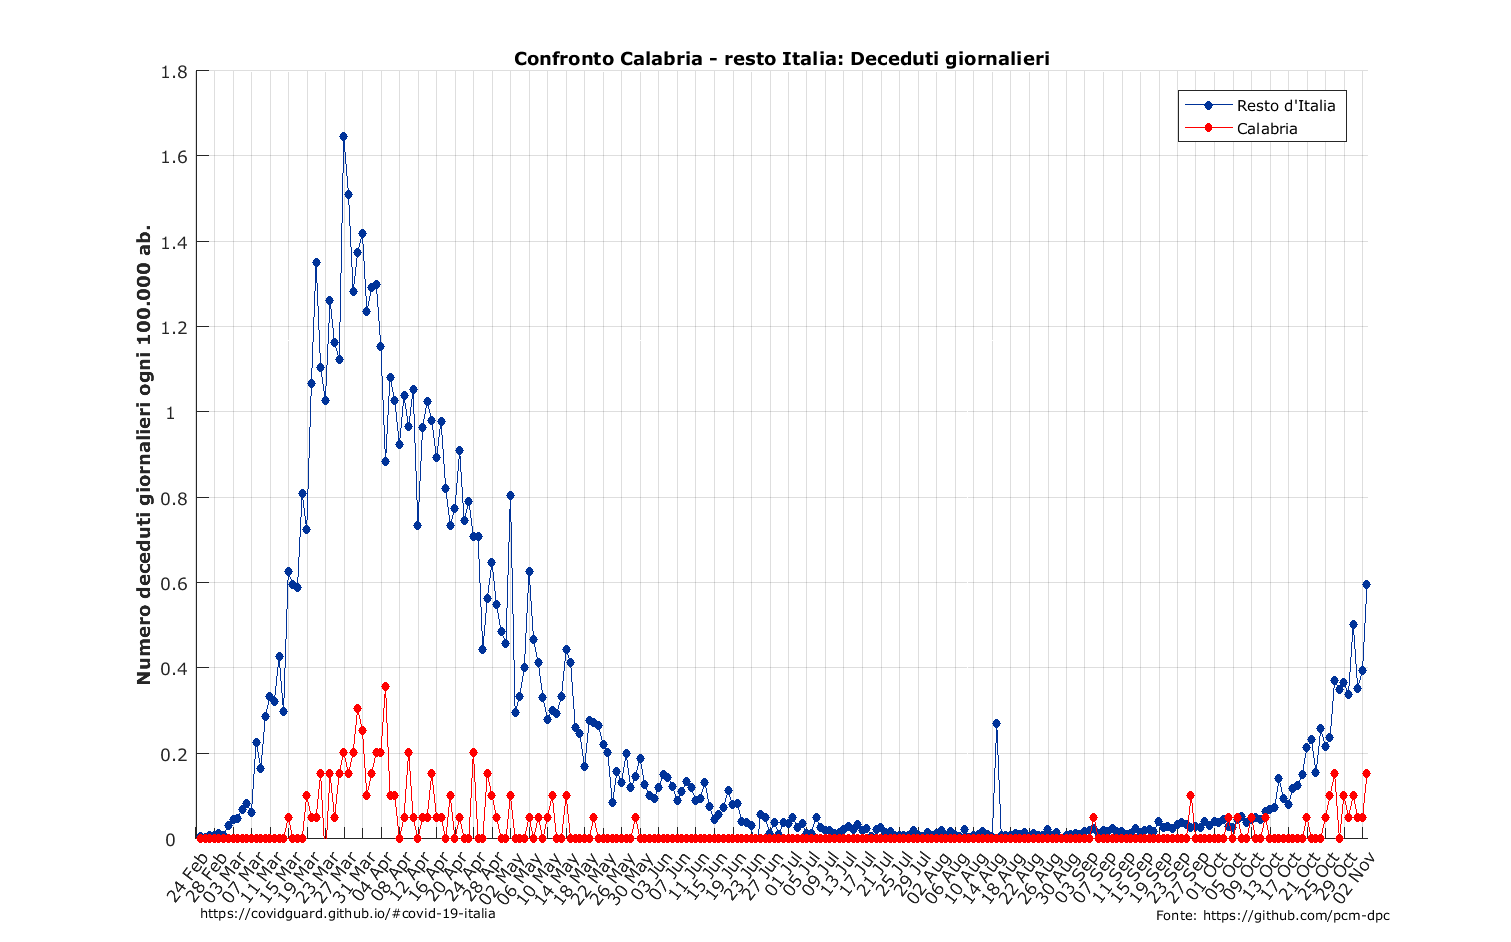 Confronto Calabria - resto Italia: Deceduti giornalieri
Numero deceduti giornalieri ogni 100.000 ab.
1.8
1.6
1.4
1.2
1
0.8
0.6
0.4
0.2
0
Resto d'Italia
Calabria
24 Feb
28 Feb
03 Mar
07 Mar
11 Mar
15 Mar
19 Mar
23 Mar
27 Mar
31 Mar
04 Apr
08 Apr
12 Apr
16 Apr
20 Apr
24 Apr
28 Apr
02 May
06 May
10 May
14 May
18 May
22 May
26 May
30 May
03 Jun
07 Jun
11 Jun
15 Jun
19 Jun
23 Jun
27 Jun
01 Jul
05 Jul
09 Jul
13 Jul
17 Jul
21 Jul
25 Jul
29 Jul
02 Aug
06 Aug
10 Aug
14 Aug
18 Aug
22 Aug
26 Aug
30 Aug
03 Sep
07 Sep
11 Sep
15 Sep
19 Sep
23 Sep
27 Sep
01 Oct
05 Oct
09 Oct
13 Oct
17 Oct
21 Oct
25 Oct
29 Oct
02 Nov
https://covidguard.github.io/#covid-19-italia
Fonte: https://github.com/pcm-dpc